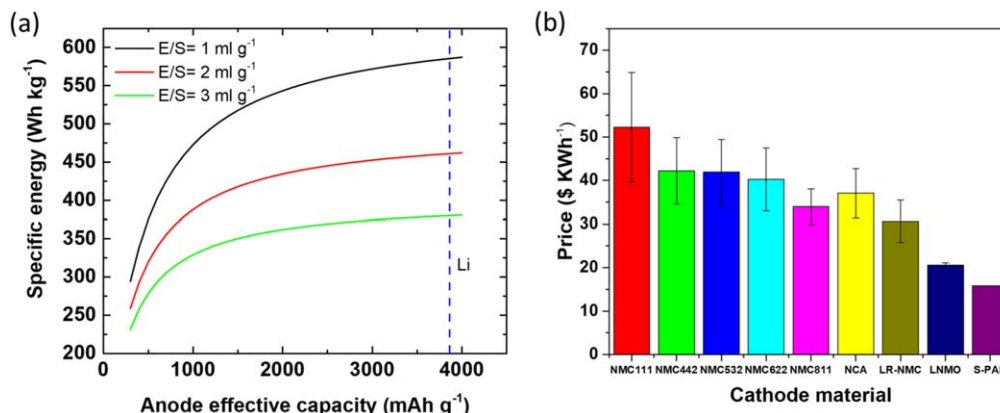 (a)
E/S= 1 ml g⁻¹
E/S= 2 ml g⁻¹
E/S= 3 ml g⁻¹
Specific energy (Wh kg⁻¹)
600
550
500
450
400
350
300
250
200
Li
0 1000 2000 3000 4000
Anode effective capacity (mAh g⁻¹)
(b)
Price ($ KWh⁻¹)
70
60
50
40
30
20
10
0
NMC111 NMC442 NMC532 NMC622 NMC811 NCA LR-NMC LNMO
Cathode material